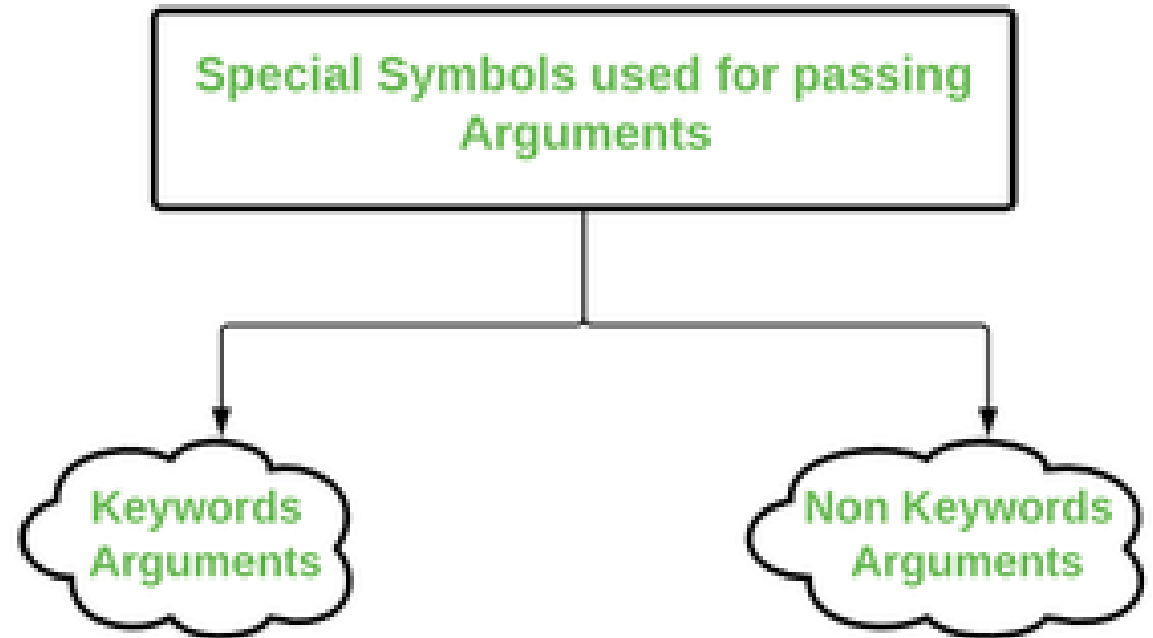 Special Symbols used for passing
Arguments
Keywords
Arguments
Non Keywords
Arguments